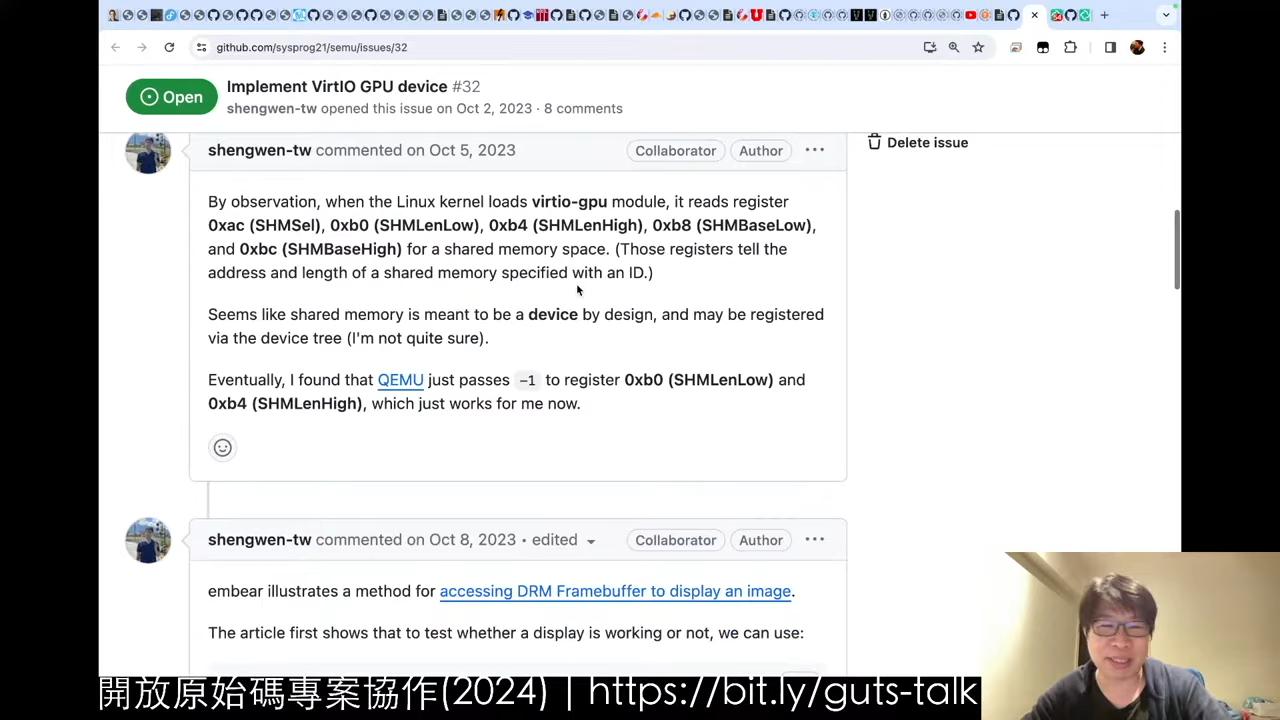 github.com/sysprog21/semu/issues/32
Open
Implement VirtIO GPU device #32
shengwen-tw opened this issue on Oct 2, 2023 · 8 comments
shengwen-tw commented on Oct 5, 2023
Collaborator
Author
Delete issue
By observation, when the Linux kernel loads virtio-gpu module, it reads register
0xac (SHMSel), 0xb0 (SHMLenLow), 0xb4 (SHMLenHigh), 0xb8 (SHMBaseLow),
and 0xbc (SHMBaseHigh) for a shared memory space. (Those registers tell the
address and length of a shared memory specified with an ID.)
Seems like shared memory is meant to be a device by design, and may be registered
via the device tree (I'm not quite sure).
Eventually, I found that QEMU just passes -1 to register 0xb0 (SHMLenLow) and
0xb4 (SHMLenHigh), which just works for me now.
shengwen-tw commented on Oct 8, 2023 • edited
Collaborator
Author
embear illustrates a method for accessing DRM Framebuffer to display an image.
The article first shows that to test whether a display is working or not, we can use:
開放原始碼專案協作(2024) | https://bit.ly/guts-talk